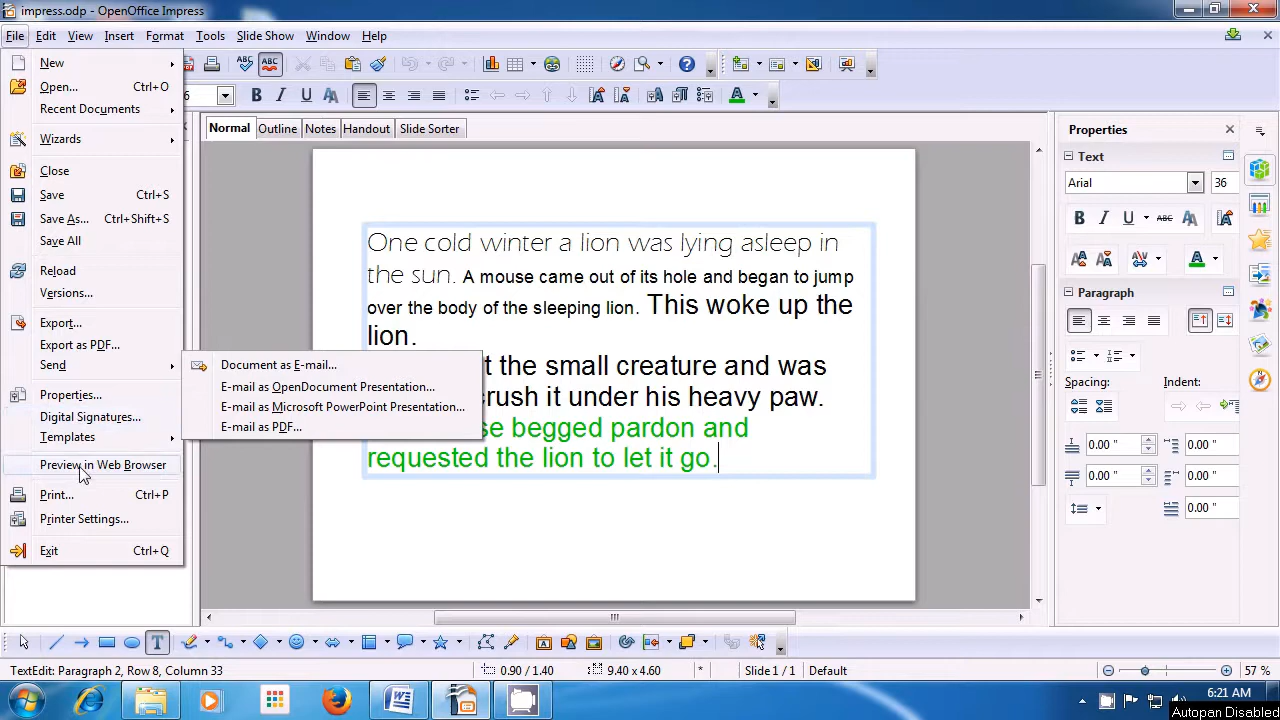 impress.odp - OpenOffice Impress
File Edit View Insert Format Tools Slide Show Window Help
New
Open... Ctrl+O
Recent Documents
Wizards
Close
Save Ctrl+S
Save As... Ctrl+Shift+S
Save All
Reload
Versions...
Export...
Export as PDF...
Send
Properties...
Digital Signatures...
Templates
Preview in Web Browser
Print... Ctrl+P
Printer Settings...
Exit Ctrl+Q
Document as E-mail...
E-mail as OpenDocument Presentation...
E-mail as Microsoft PowerPoint Presentation...
E-mail as PDF...
6
Normal Outline Notes Handout Slide Sorter
One cold winter a lion was lying asleep in
the sun. A mouse came out of its hole and began to jump
over the body of the sleeping lion. This woke up the
lion.
t the small creature and was
crush it under his heavy paw.
se begged pardon and
requested the lion to let it go.
Properties
Text
Arial 36
Paragraph
Spacing: Indent:
0.00 " 0.00 "
0.00 " 0.00 "
0.00 "
TextEdit: Paragraph 2, Row 8, Column 33 0.90 / 1.40 9.40 x 4.60 * Slide 1 / 1 Default 57 %
6:21 AM
Autopan Disabled